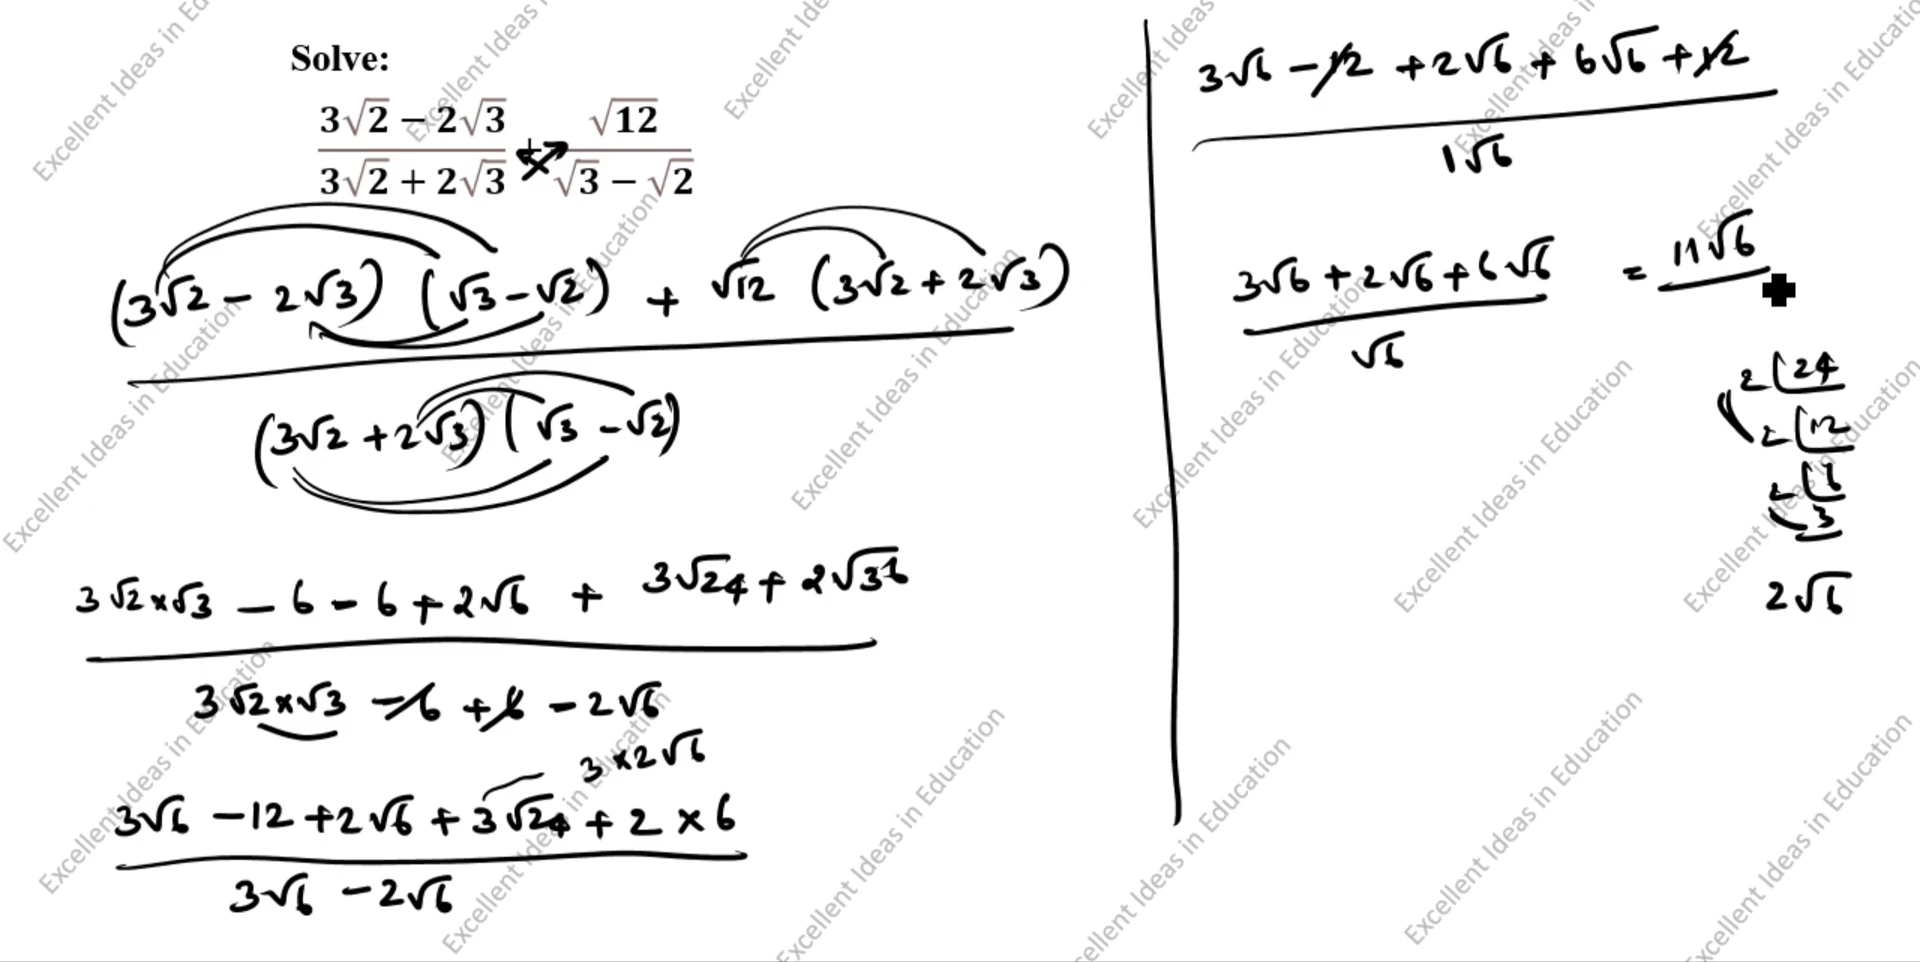 Solve:
3√2 − 2√3   √12
+
3√2 + 2√3   √3 − √2
(3√2 − 2√3) (√3 − √2) + √12 (3√2 + 2√3)
(3√2 + 2√3) (√3 − √2)
3√2×√3 − 6 − 6 + 2√6 + 3√24 + 2√36
3√2×√3 − 6 + 6 − 2√6
3×2√6
3√6 − 12 + 2√6 + 3√24 + 2 × 6
3√6 − 2√6
3√6 − 12 + 2√6 + 6√6 + 12
1√6
3√6 + 2√6 + 6√6 = 11√6
√6
2 24
2 12
2 6
3
2√6
Excellent Ideas in Education